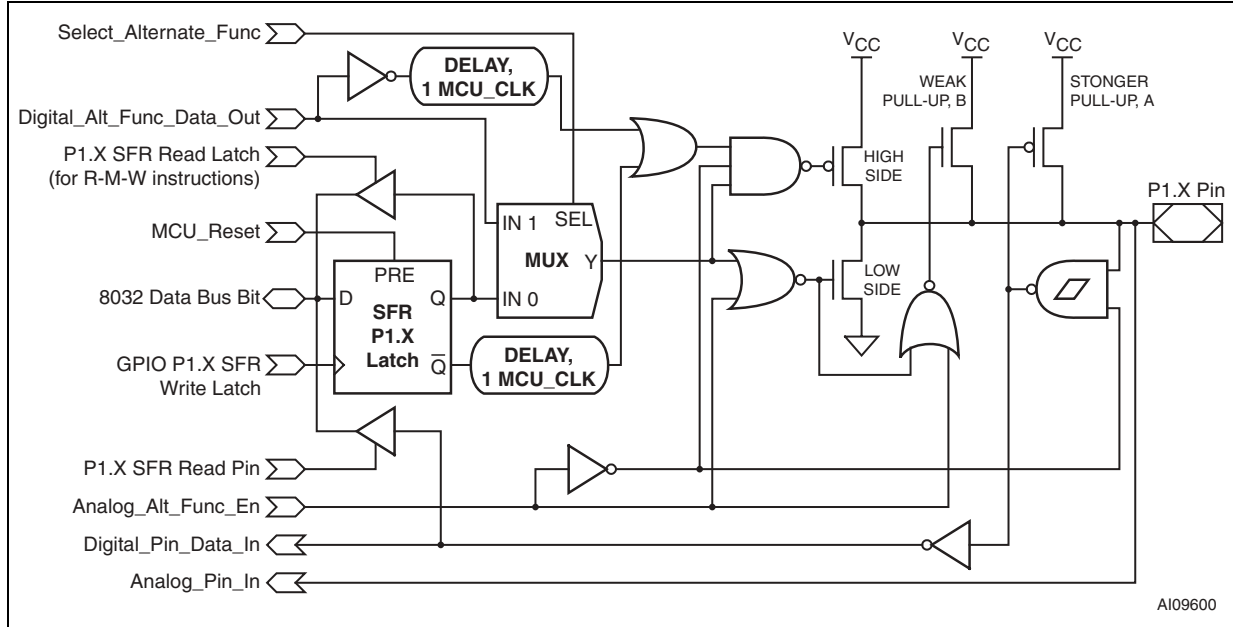 Select_Alternate_Func
Digital_Alt_Func_Data_Out
P1.X SFR Read Latch
(for R-M-W instructions)
MCU_Reset
8032 Data Bus Bit
GPIO P1.X SFR
Write Latch
P1.X SFR Read Pin
Analog_Alt_Func_En
Digital_Pin_Data_In
Analog_Pin_In
DELAY,
1 MCU_CLK
PRE
D
Q
SFR
P1.X
Latch
Q
DELAY,
1 MCU_CLK
IN 1
SEL
MUX
Y
IN 0
VCC
HIGH
SIDE
LOW
SIDE
VCC
WEAK
PULL-UP, B
VCC
STONGER
PULL-UP, A
P1.X Pin
AI09600